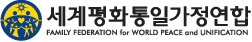 세계평화통일가정연합
FAMILY FEDERATION for WORLD PEACE and UNIFICATION